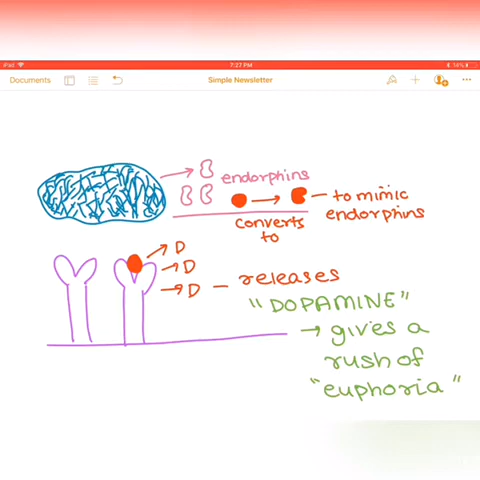 iPad 7:27 PM 14%
Documents Simple Newsletter
endorphins
converts
to
to mimic
endorphins
D
D
D
releases
"DOPAMINE"
gives a
rush of
"euphoria"